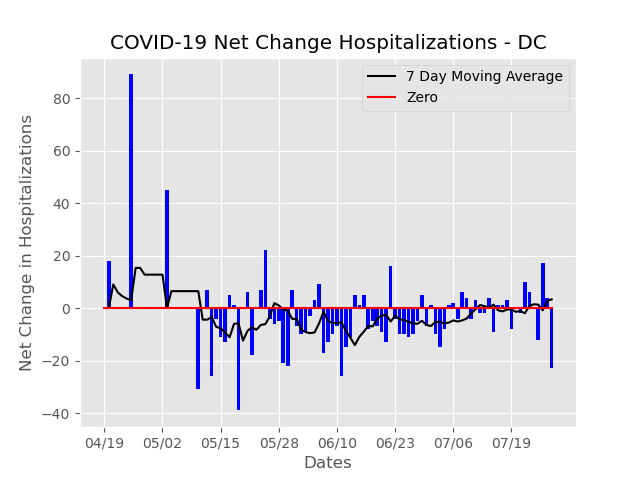 COVID-19 Net Change Hospitalizations - DC
7 Day Moving Average
Zero
Net Change in Hospitalizations
80
60
40
20
0
−20
−40
04/19 05/02 05/15 05/28 06/10 06/23 07/06 07/19
Dates